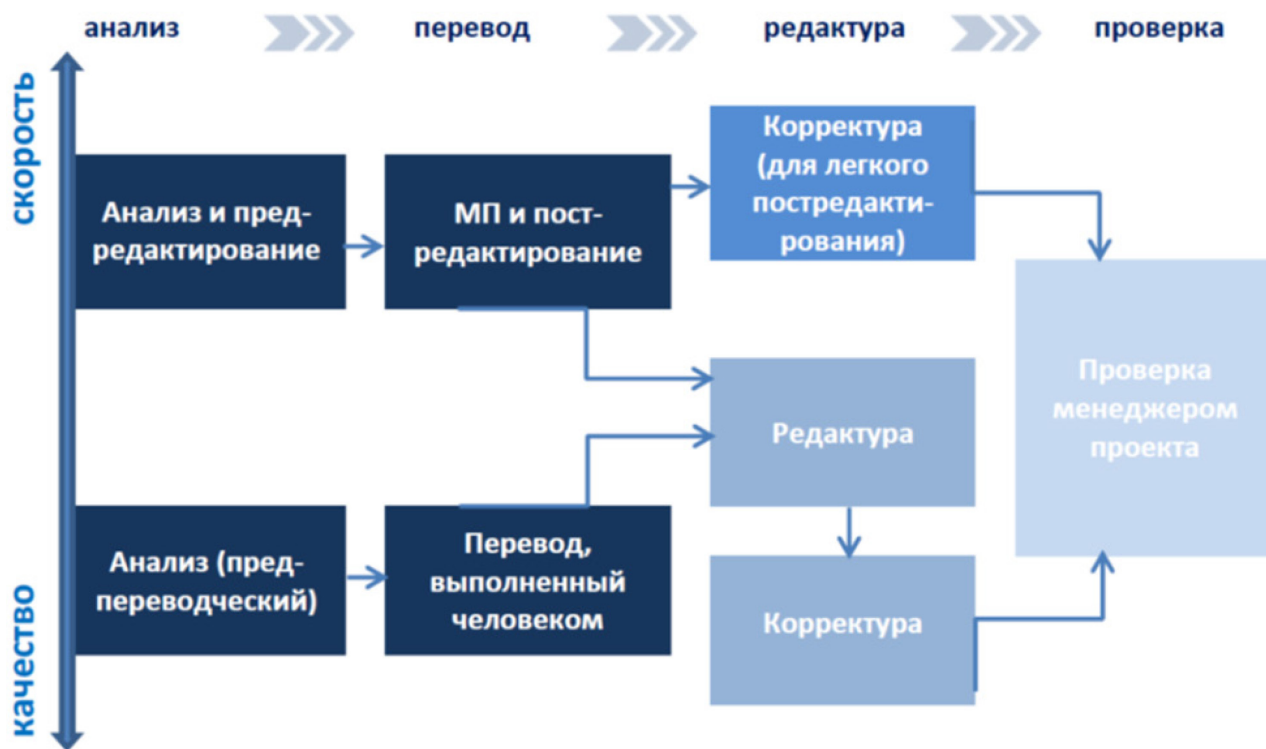 анализ
перевод
редактура
проверка
скорость
качество
Анализ и пред-
редактирование
МП и пост-
редактирование
Корректура
(для легкого
постредакти-
рования)
Проверка
менеджером
проекта
Редактура
Анализ (пред-
переводческий)
Перевод,
выполненный
человеком
Корректура